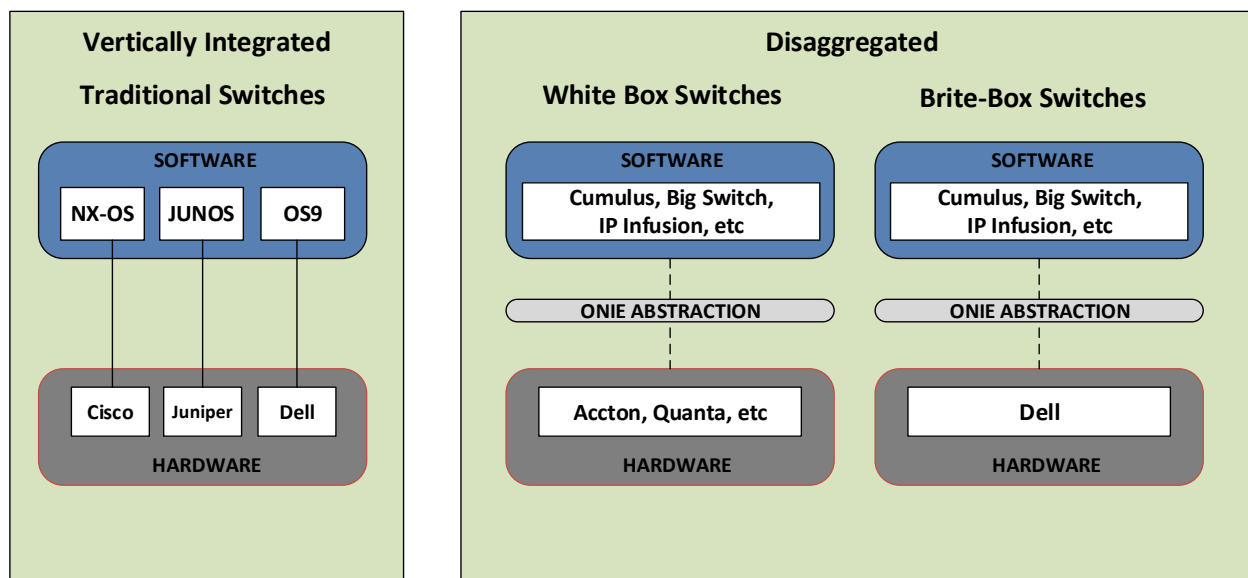 Vertically Integrated
Traditional Switches
SOFTWARE
NX-OS
JUNOS
OS9
Cisco
Juniper
Dell
HARDWARE
Disaggregated
White Box Switches
SOFTWARE
Cumulus, Big Switch,
IP Infusion, etc
ONIE ABSTRACTION
Accton, Quanta, etc
HARDWARE
Brite-Box Switches
SOFTWARE
Cumulus, Big Switch,
IP Infusion, etc
ONIE ABSTRACTION
Dell
HARDWARE